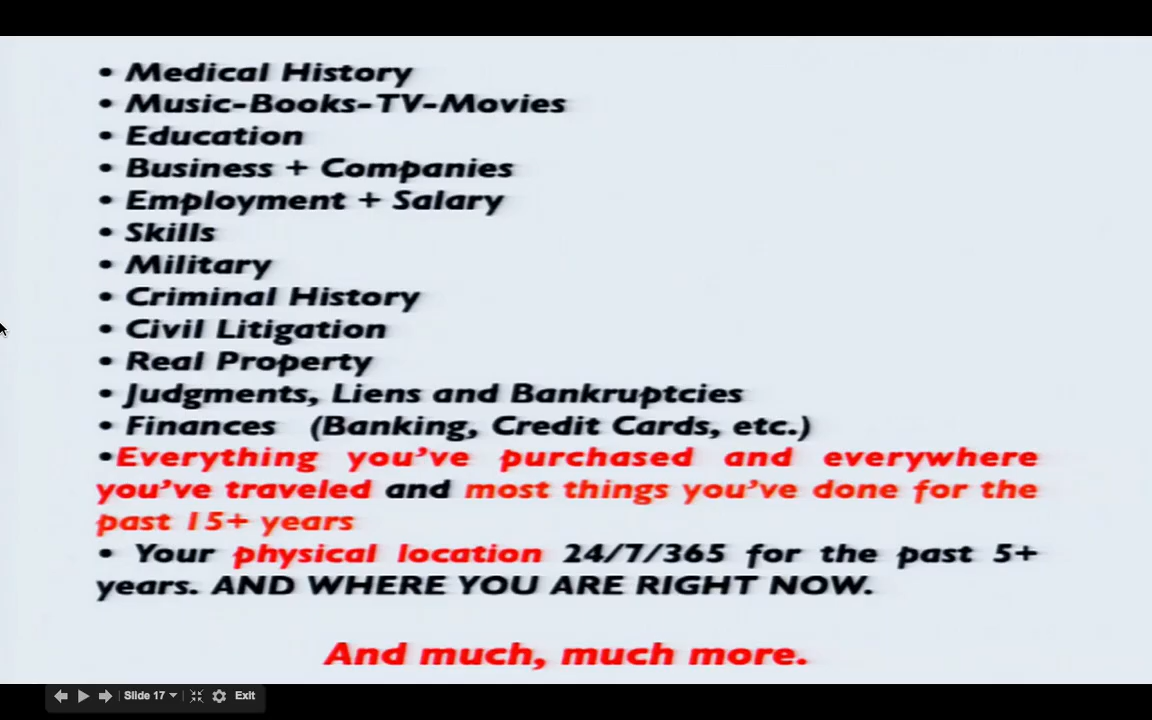 • Medical History
• Music-Books-TV-Movies
• Education
• Business + Companies
• Employment + Salary
• Skills
• Military
• Criminal History
• Civil Litigation
• Real Property
• Judgments, Liens and Bankruptcies
• Finances (Banking, Credit Cards, etc.)
•Everything you’ve purchased and everywhere
you’ve traveled and most things you’ve done for the
past 15+ years
• Your physical location 24/7/365 for the past 5+
years. AND WHERE YOU ARE RIGHT NOW.
And much, much more.
Slide 17 Exit